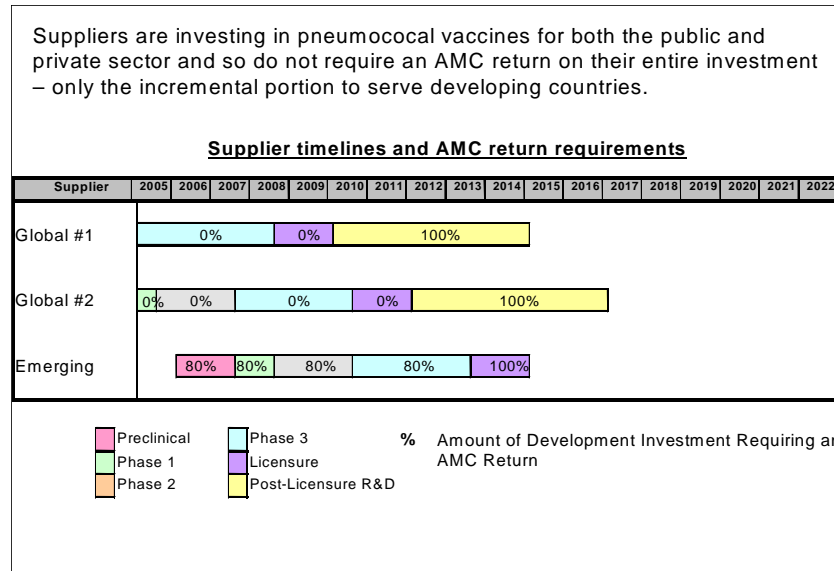 Suppliers are investing in pneumococal vaccines for both the public and
private sector and so do not require an AMC return on their entire investment
– only the incremental portion to serve developing countries.
Supplier timelines and AMC return requirements
Supplier 2005 2006 2007 2008 2009 2010 2011 2012 2013 2014 2015 2016 2017 2018 2019 2020 2021 2022
Global #1 0% 0% 100%
Global #2 0% 0% 0% 0% 100%
Emerging 80% 80% 80% 80% 100%
Preclinical Phase 3 % Amount of Development Investment Requiring an
Phase 1 Licensure AMC Return
Phase 2 Post-Licensure R&D